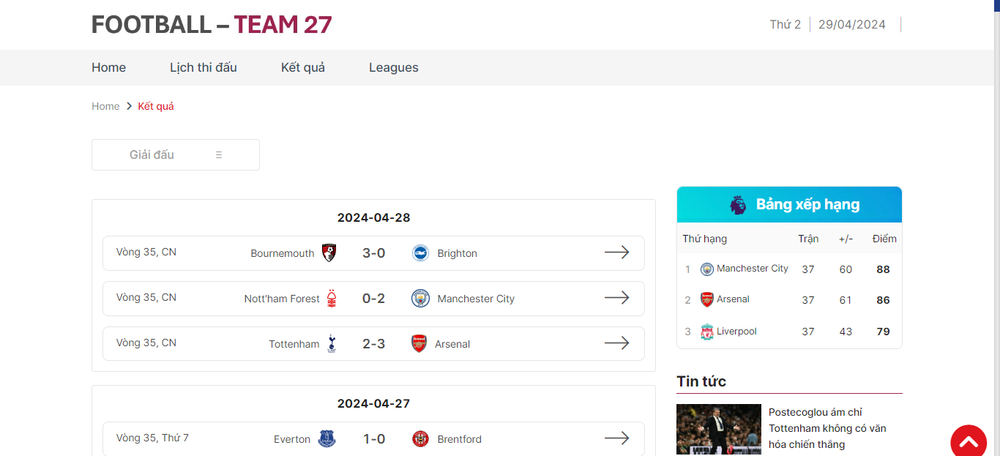 FOOTBALL – TEAM 27
Thứ 2 29/04/2024
Home Lịch thi đấu Kết quả Leagues
Home Kết quả
Giải đấu
2024-04-28
Vòng 35, CN Bournemouth 3-0 Brighton
Vòng 35, CN Nott'ham Forest 0-2 Manchester City
Vòng 35, CN Tottenham 2-3 Arsenal
2024-04-27
Vòng 35, Thứ 7 Everton 1-0 Brentford
Bảng xếp hạng
Thứ hạng Trận +/- Điểm
1 Manchester City 37 60 88
2 Arsenal 37 61 86
3 Liverpool 37 43 79
Tin tức
Postecoglou ám chỉ
Tottenham không có văn
hóa chiến thắng